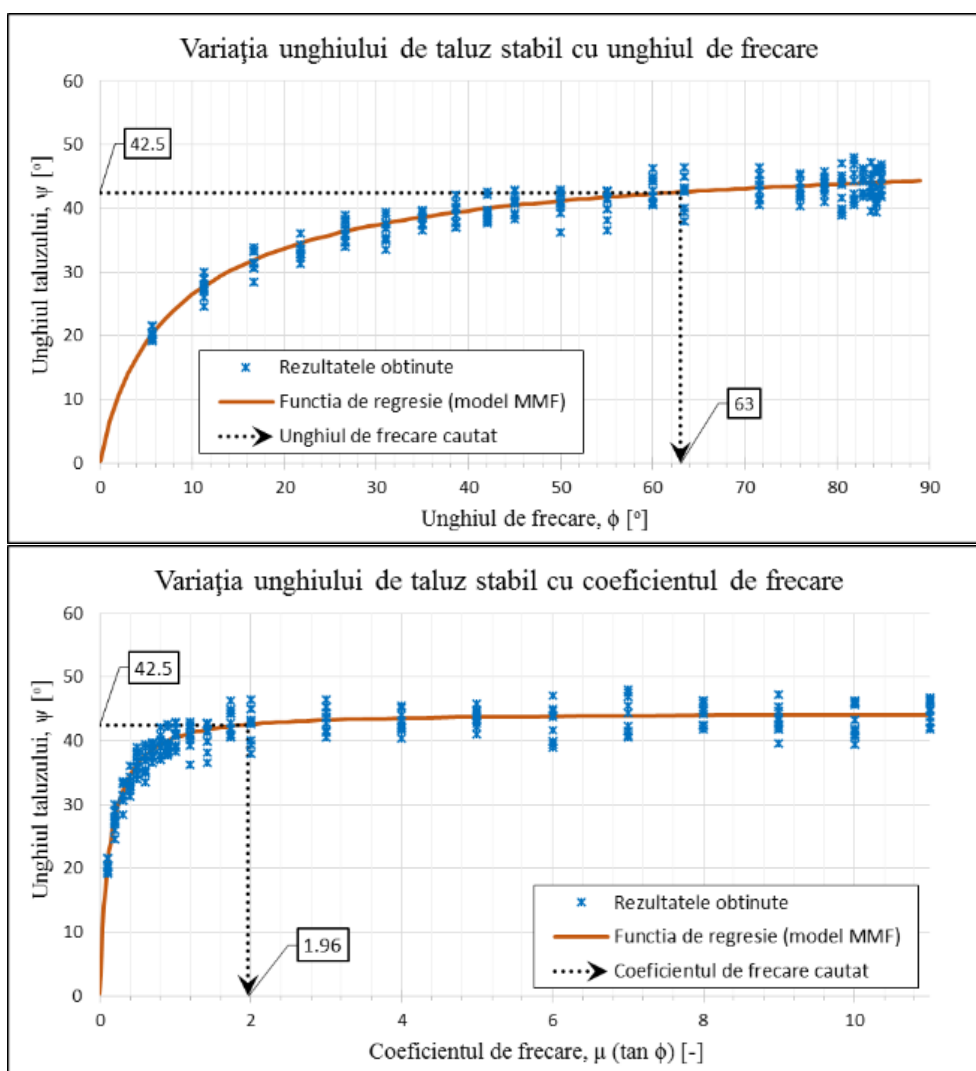 Variația unghiului de taluz stabil cu unghiul de frecare
60
50
42.5
40
30
20
10
0
Unghiul taluzului, ψ [º]
Rezultatele obtinute
Functia de regresie (model MMF)
Unghiul de frecare cautat
63
0 10 20 30 40 50 60 70 80 90
Unghiul de frecare, ϕ [º]
Variația unghiului de taluz stabil cu coeficientul de frecare
60
50
42.5
40
30
20
10
0
Unghiul taluzului, ψ [º]
Rezultatele obtinute
Functia de regresie (model MMF)
Coeficientul de frecare cautat
1.96
0 2 4 6 8 10
Coeficientul de frecare, μ (tan ϕ) [-]